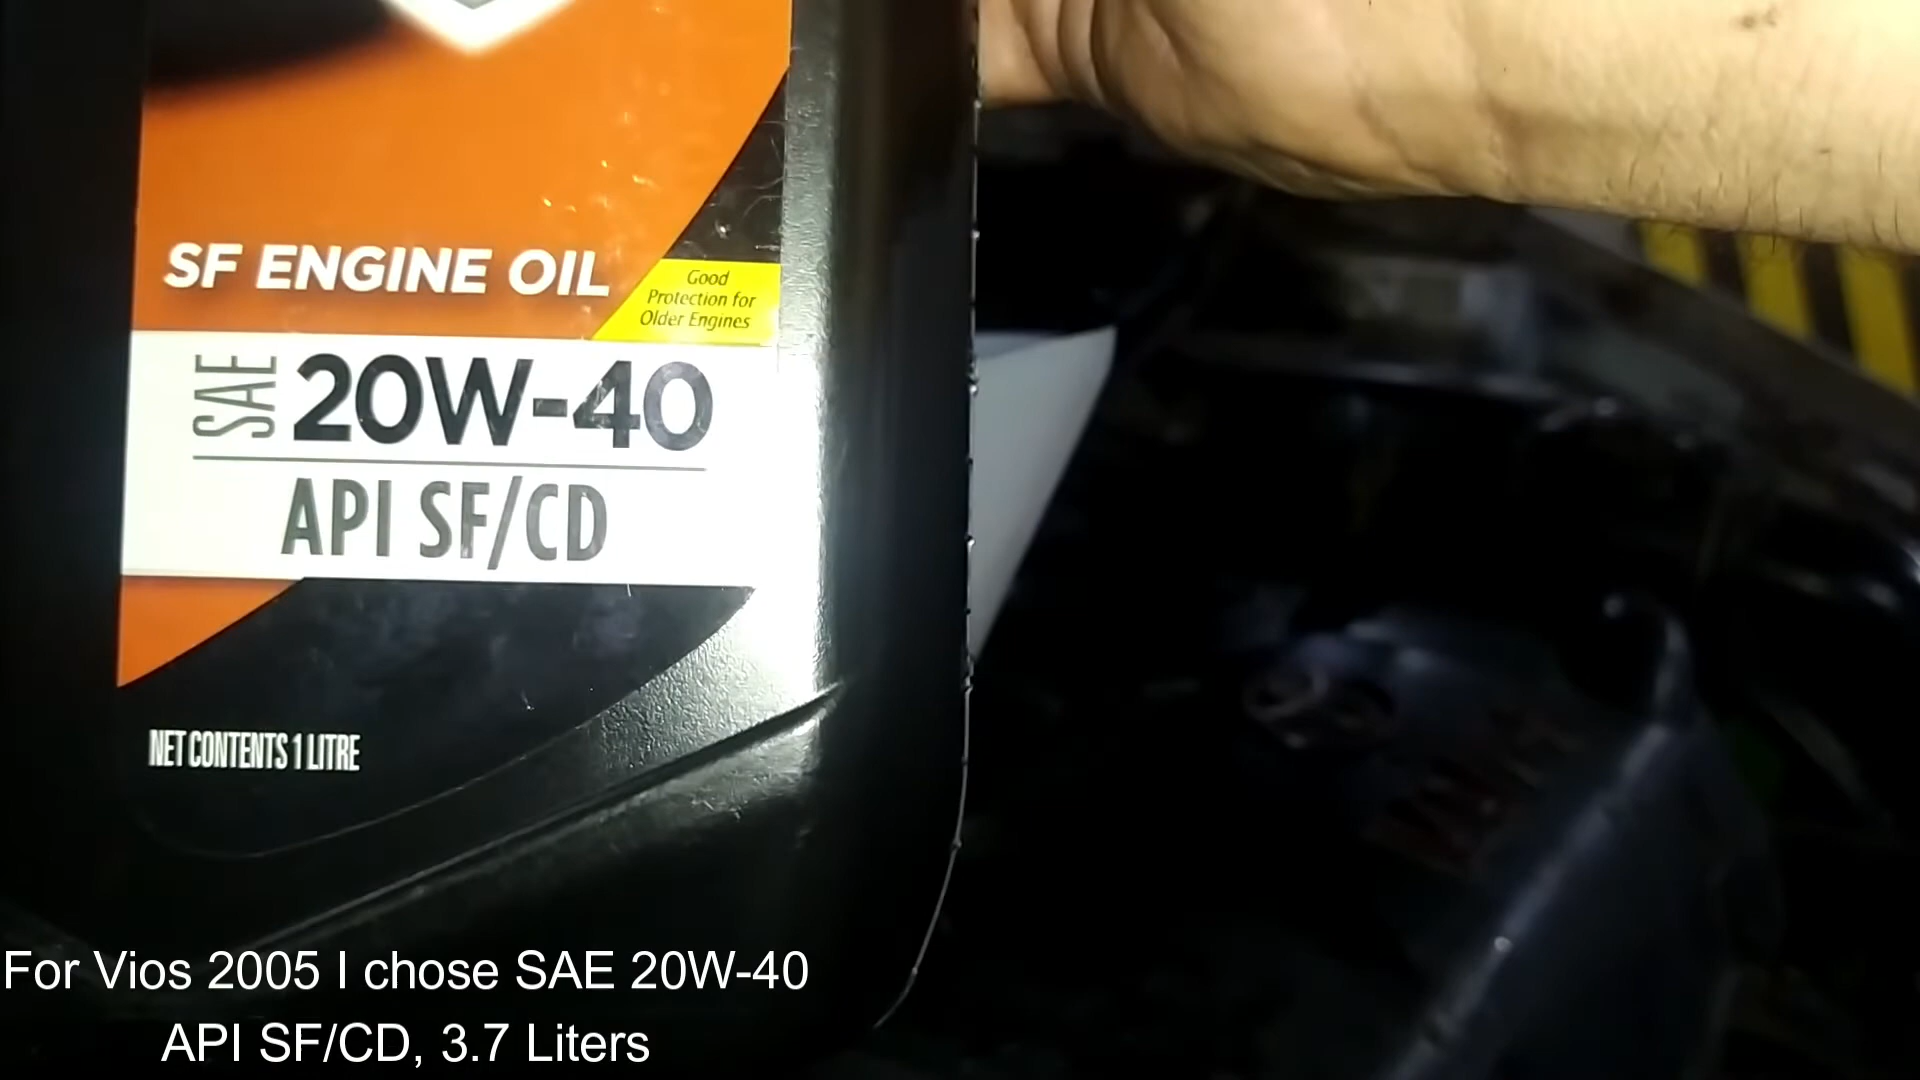 SF ENGINE OIL
Good
Protection for
Older Engines
SAE 20W-40
API SF/CD
NET CONTENTS 1 LITRE
For Vios 2005 I chose SAE 20W-40
API SF/CD, 3.7 Liters